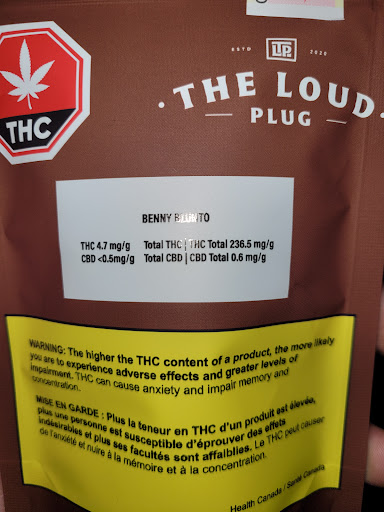 THC
ESTD LTP. 2020
THE LOUD
PLUG
BENNY
THC 4.7 mg/g Total THC | THC Total 236.5 mg/g
CBD <0.5mg/g Total CBD | CBD Total 0.6 mg/g
WARNING: The higher the THC content of a product, the more likely
you are to experience adverse effects and greater levels of
impairment. THC can cause anxiety and impair memory and
concentration.
MISE EN GARDE : Plus la teneur en THC d'un produit est élevée,
plus une personne est susceptible d'éprouver des effets
indésirables et plus ses facultés sont affaiblies. Le THC peut causer
de l'anxiété et nuire à la mémoire et à la concentration.
Health Canada / Santé Canada